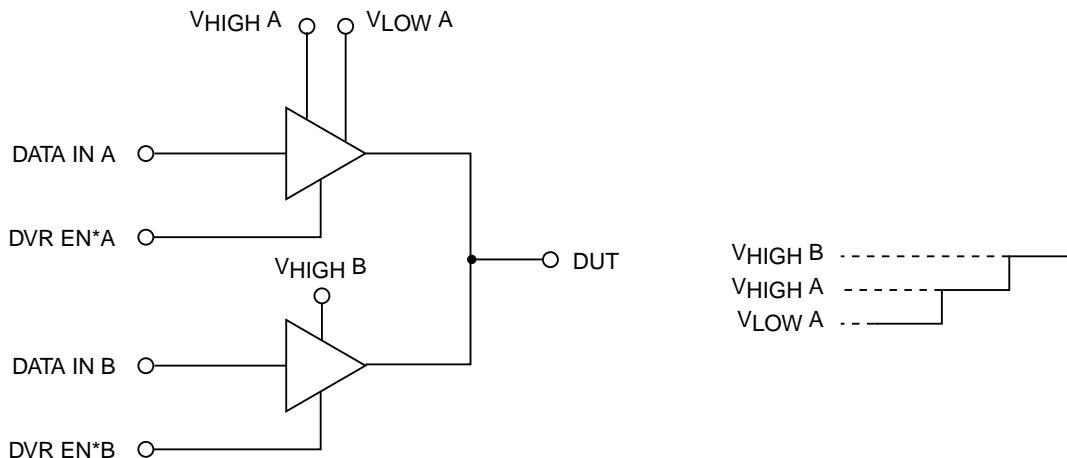 VHIGH A
VLOW A
DATA IN A
DVR EN*A
VHIGH B
DUT
DATA IN B
DVR EN*B
VHIGH B
VHIGH A
VLOW A